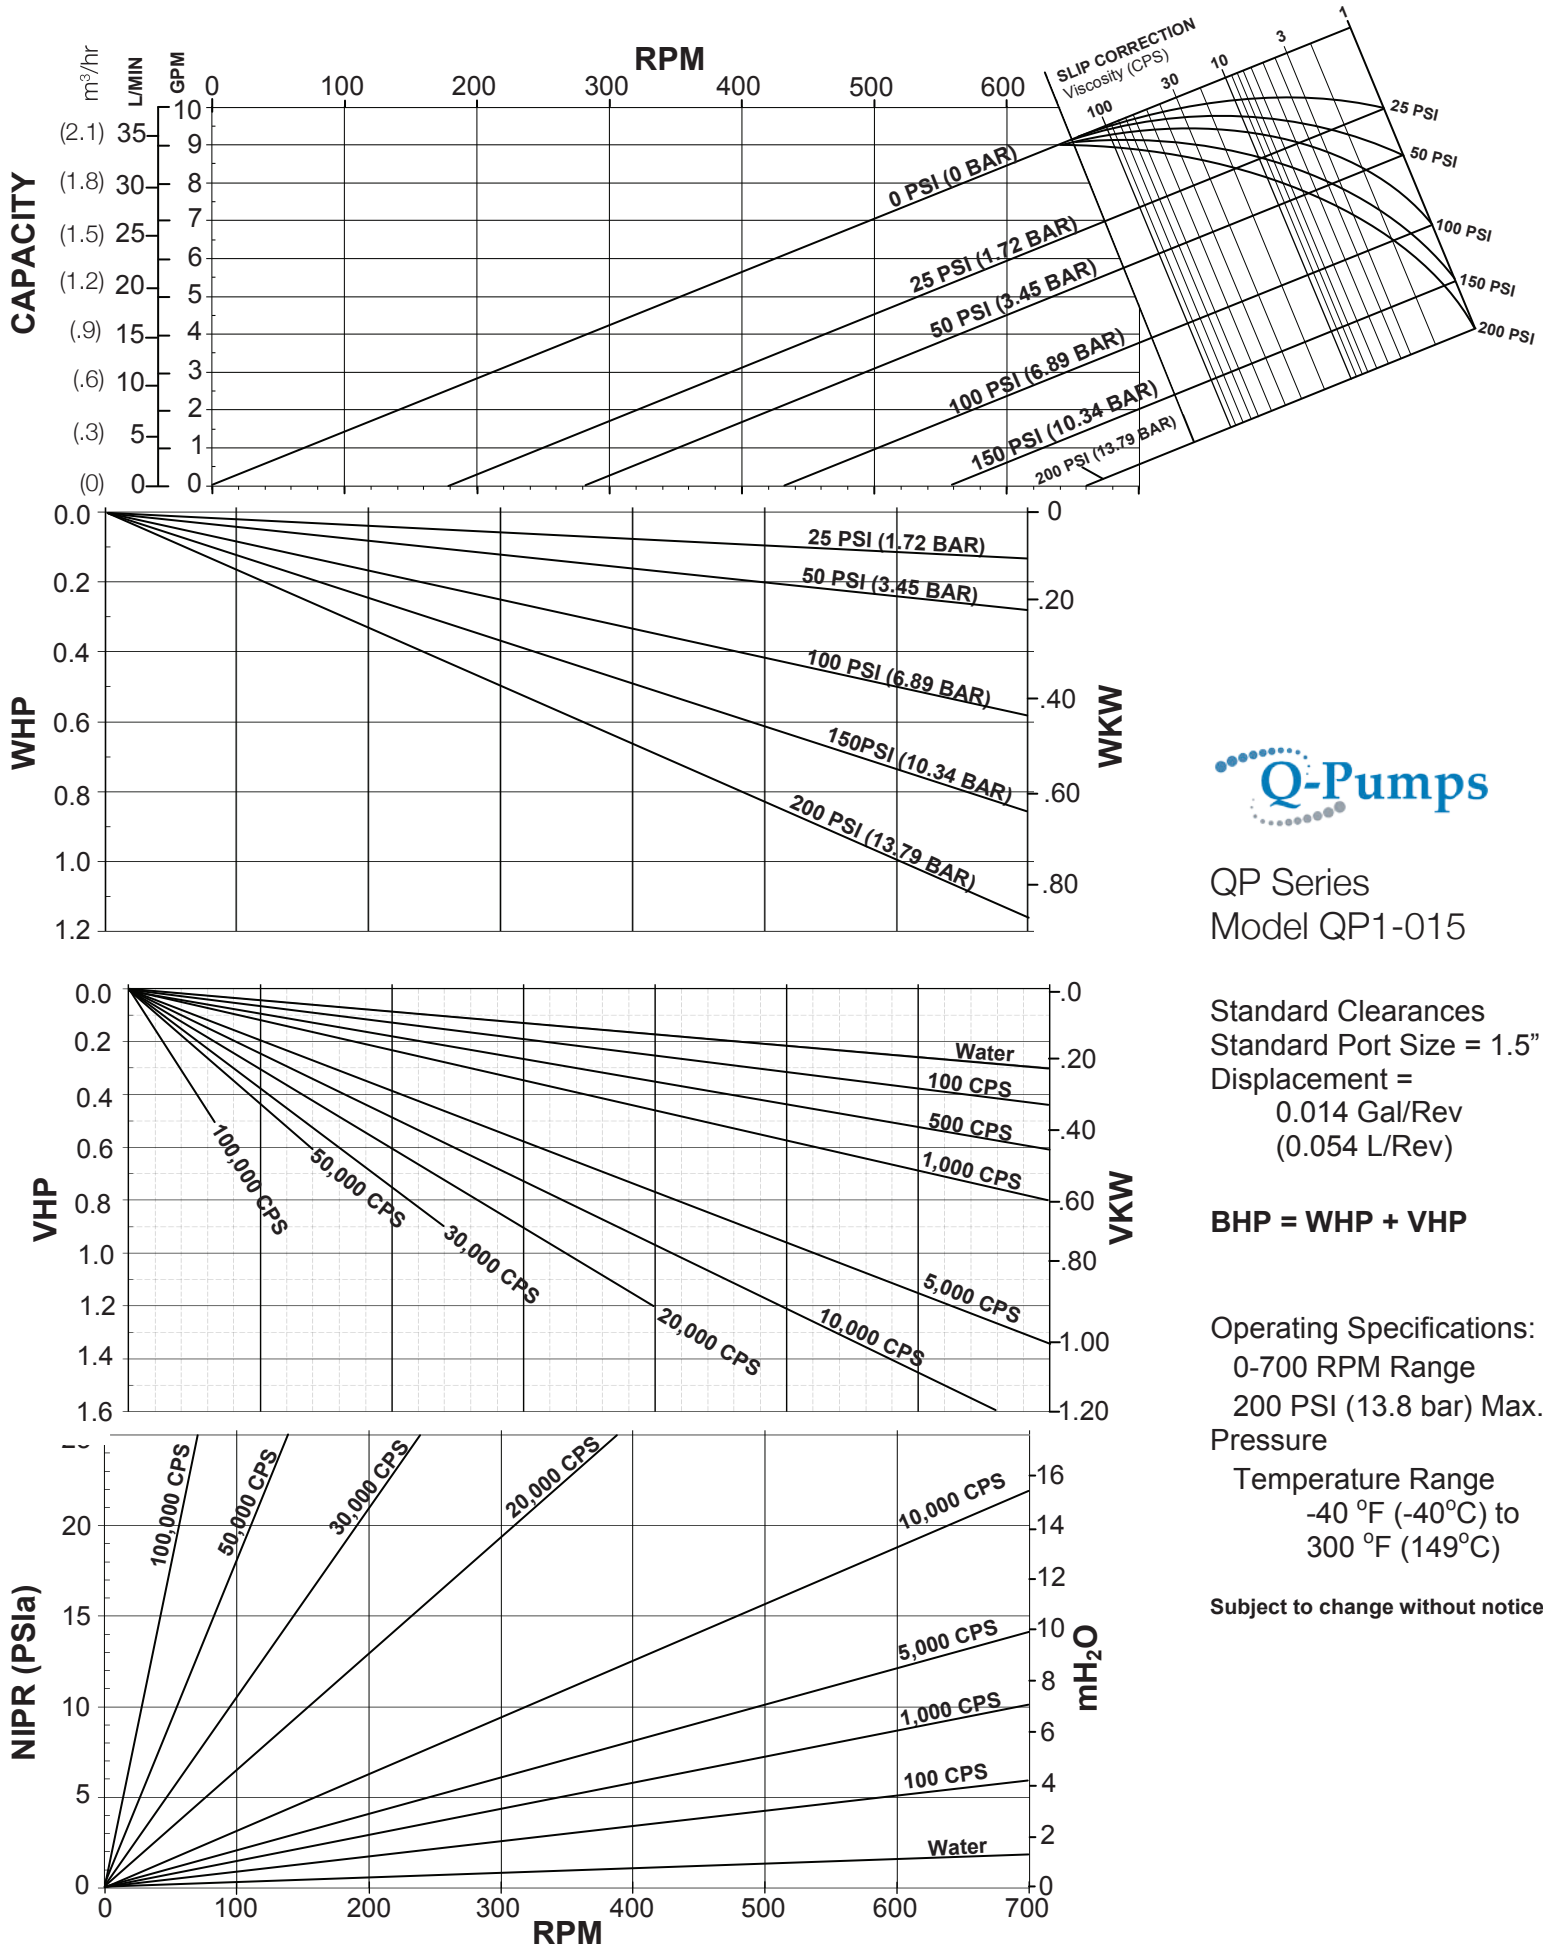 RPM
m³/hr
L/MIN
GPM
0 100 200 300 400 500 600
CAPACITY
(2.1) 35
(1.8) 30
(1.5) 25
(1.2) 20
(.9) 15
(.6) 10
(.3) 5
(0) 0
10
9
8
7
6
5
4
3
2
1
0
0 PSI (0 BAR)
25 PSI (1.72 BAR)
50 PSI (3.45 BAR)
100 PSI (6.89 BAR)
150 PSI (10.34 BAR)
200 PSI (13.79 BAR)
SLIP CORRECTION
Viscosity (CPS)
100 30 10 3 1
25 PSI
50 PSI
100 PSI
150 PSI
200 PSI
WHP
0.0
0.2
0.4
0.6
0.8
1.0
1.2
25 PSI (1.72 BAR)
50 PSI (3.45 BAR)
100 PSI (6.89 BAR)
150PSI (10.34 BAR)
200 PSI (13.79 BAR)
0
.20
.40
.60
.80
WKW
VHP
0.0
0.2
0.4
0.6
0.8
1.0
1.2
1.4
1.6
Water
100 CPS
500 CPS
1,000 CPS
5,000 CPS
10,000 CPS
20,000 CPS
30,000 CPS
50,000 CPS
100,000 CPS
.0
.20
.40
.60
.80
1.00
1.20
VKW
NIPR (PSIa)
20
15
10
5
0
100,000 CPS
50,000 CPS
30,000 CPS
20,000 CPS
10,000 CPS
5,000 CPS
1,000 CPS
100 CPS
Water
16
14
12
10
8
6
4
2
0
mH₂O
0 100 200 300 400 500 600 700
RPM
Q-Pumps
QP Series
Model QP1-015
Standard Clearances
Standard Port Size = 1.5”
Displacement =
0.014 Gal/Rev
(0.054 L/Rev)
BHP = WHP + VHP
Operating Specifications:
0-700 RPM Range
200 PSI (13.8 bar) Max.
Pressure
Temperature Range
-40 ºF (-40ºC) to
300 ºF (149ºC)
Subject to change without notice